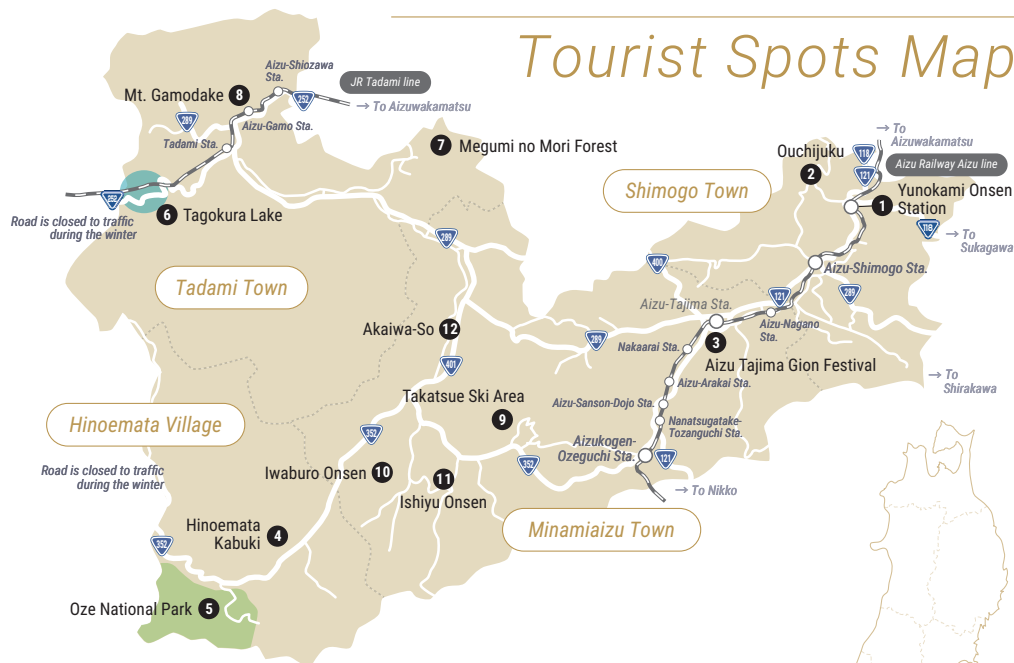 Tourist Spots Map
Aizu-Shiozawa
Sta.
JR Tadami line
Mt. Gamodake 8
252
→ To Aizuwakamatsu
289
Aizu-Gamo Sta.
Tadami Sta.
7 Megumi no Mori Forest
→ To
Aizuwakamatsu
Ouchijuku
2
118
121
Aizu Railway Aizu line
Shimogo Town
Yunokami Onsen
Station
1
252
Road is closed to traffic
during the winter
6 Tagokura Lake
118
→ To
Sukagawa
289
400
Aizu-Shimogo Sta.
Tadami Town
121
289
Aizu-Tajima Sta.
Aizu-Nagano
Sta.
Akaiwa-So 12
289
Nakaarai Sta.
3
Aizu Tajima Gion Festival
401
→ To
Shirakawa
Takatsue Ski Area
9
Aizu-Arakai Sta.
Aizu-Sanson-Dojo Sta.
Nanatsugatake-
Tozanguchi Sta.
Hinoemata Village
352
Aizukogen-
Ozeguchi Sta.
121
352
Road is closed to traffic
during the winter
Iwaburo Onsen 10
11
Ishiyu Onsen
→ To Nikko
Minamiaizu Town
Hinoemata
Kabuki
4
352
Oze National Park 5